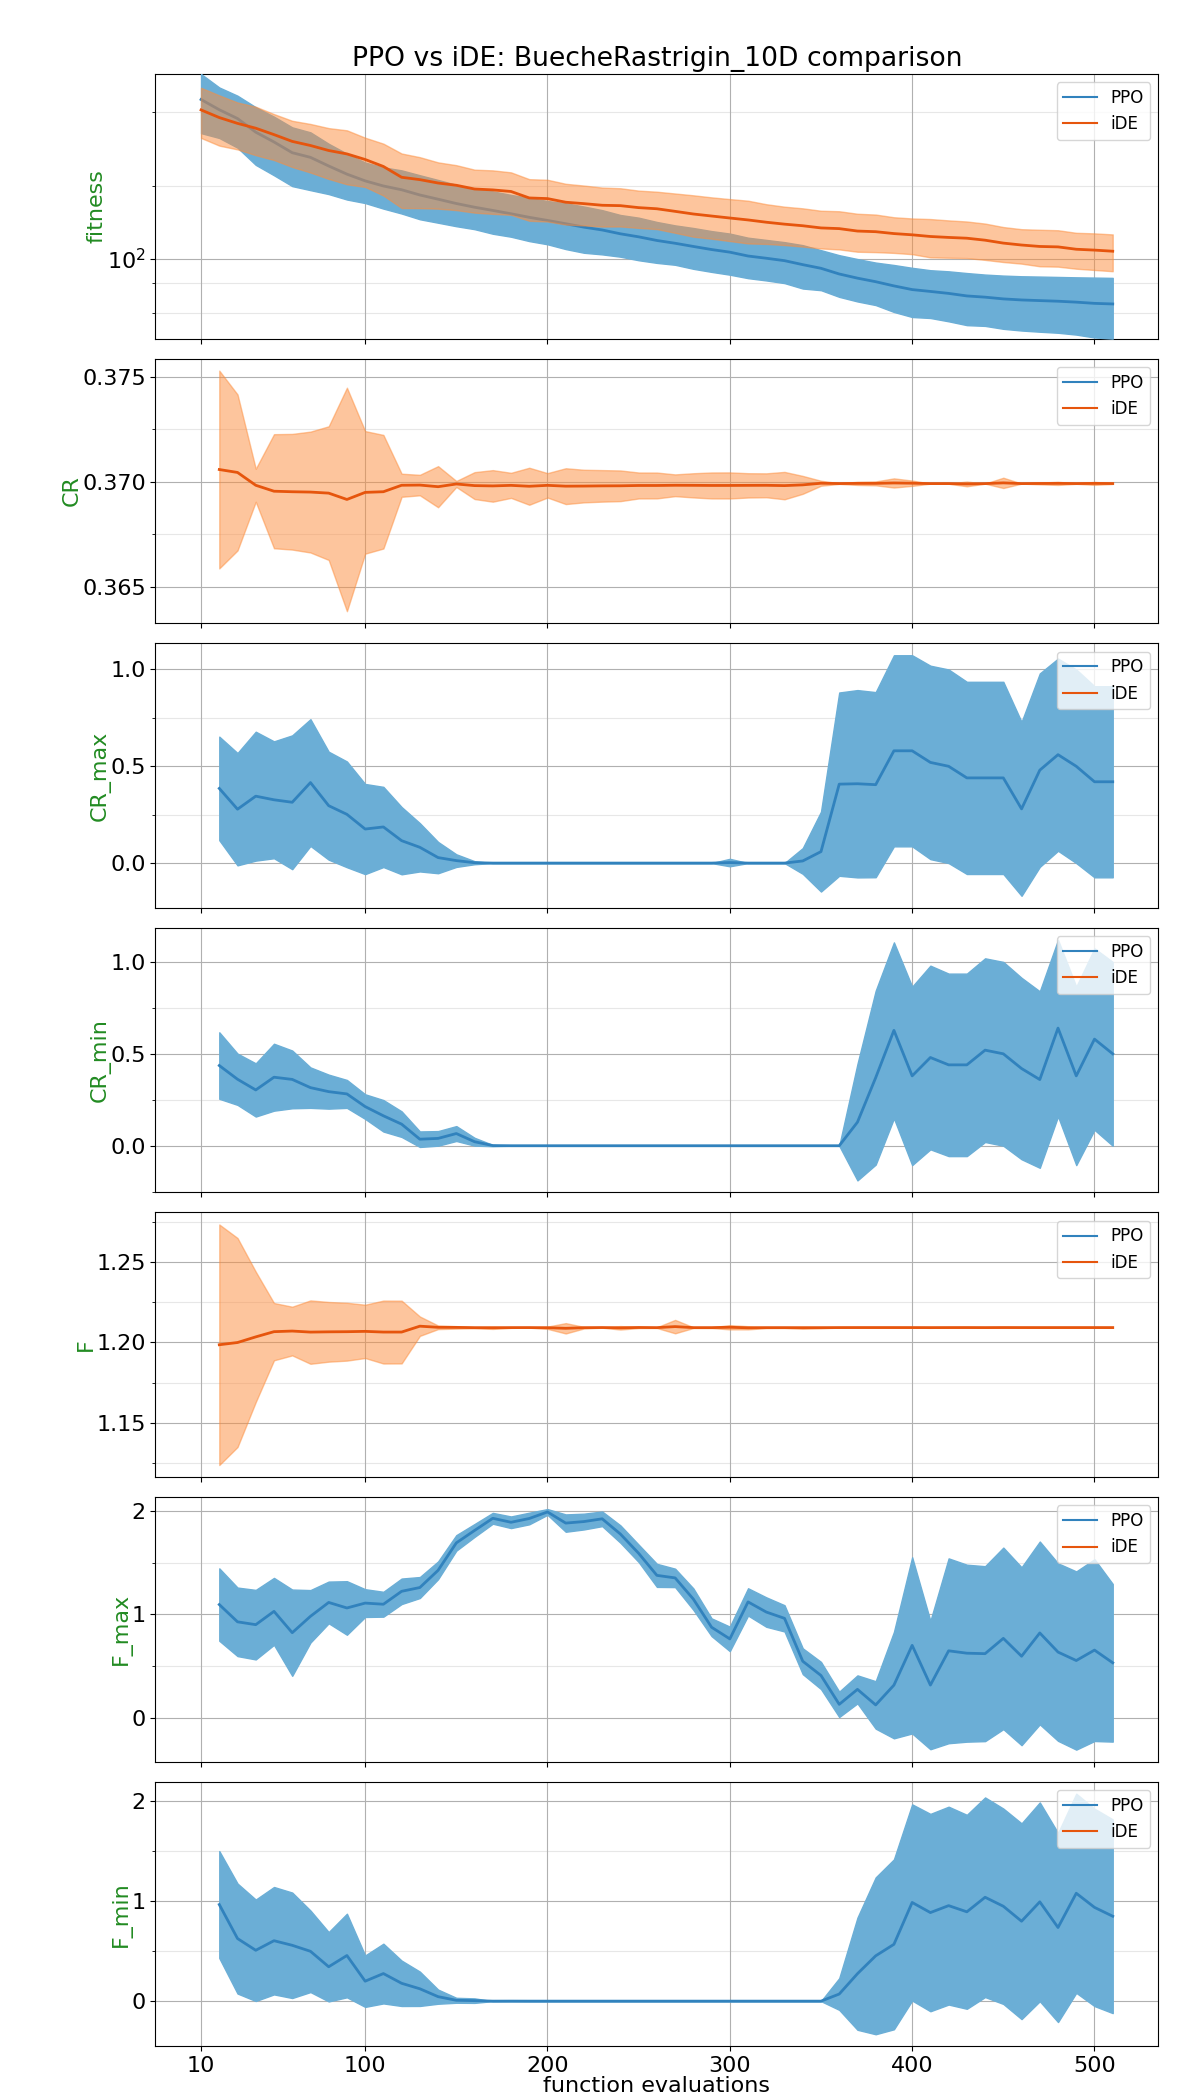 PPO vs iDE: BuecheRastrigin_10D comparison
fitness
10²
PPO
iDE
CR
0.375
0.370
0.365
PPO
iDE
CR_max
1.0
0.5
0.0
PPO
iDE
CR_min
1.0
0.5
0.0
PPO
iDE
F
1.25
1.20
1.15
PPO
iDE
F_max
2
1
0
PPO
iDE
F_min
2
1
0
PPO
iDE
10 100 200 300 400 500
function evaluations